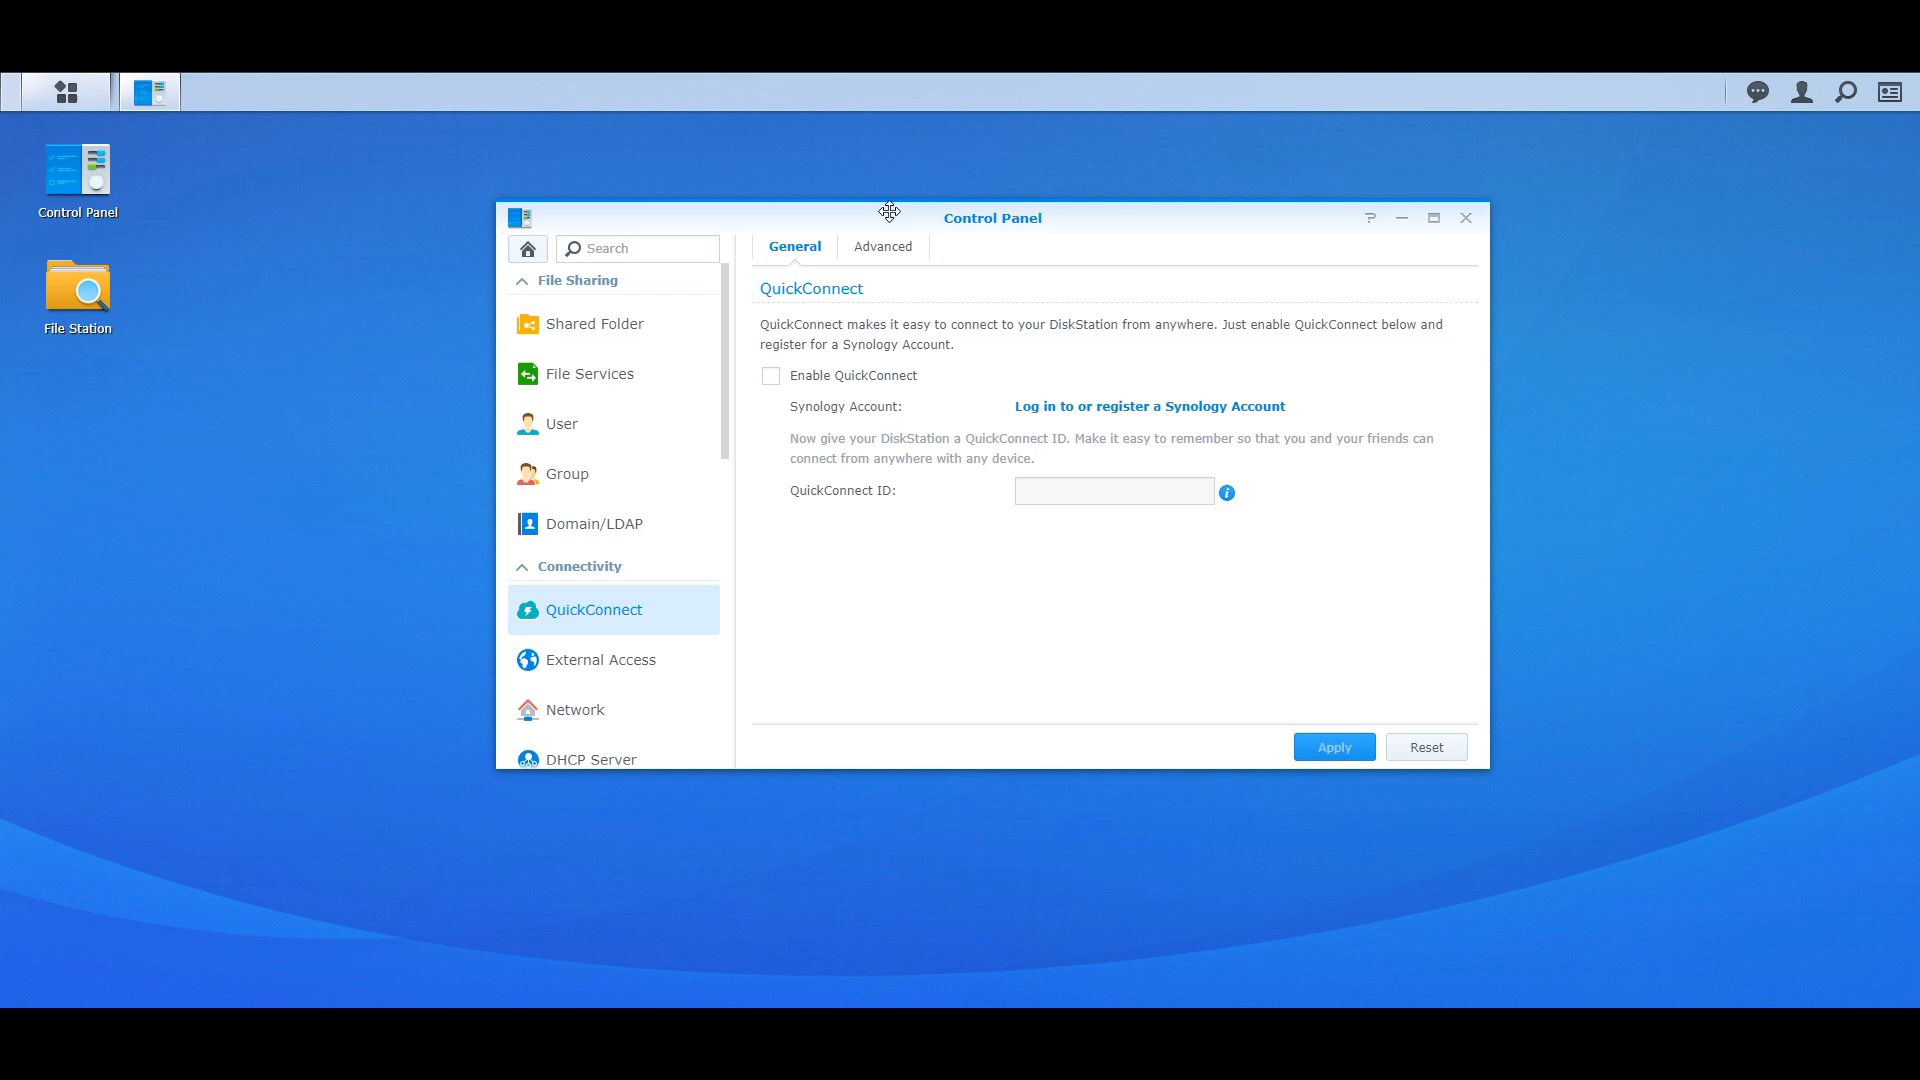 Control Panel
File Station
Control Panel
Search
General
Advanced
File Sharing
Shared Folder
File Services
User
Group
Domain/LDAP
Connectivity
QuickConnect
External Access
Network
DHCP Server
QuickConnect
QuickConnect makes it easy to connect to your DiskStation from anywhere. Just enable QuickConnect below and
register for a Synology Account.
Enable QuickConnect
Synology Account:
Log in to or register a Synology Account
Now give your DiskStation a QuickConnect ID. Make it easy to remember so that you and your friends can
connect from anywhere with any device.
QuickConnect ID:
Apply
Reset